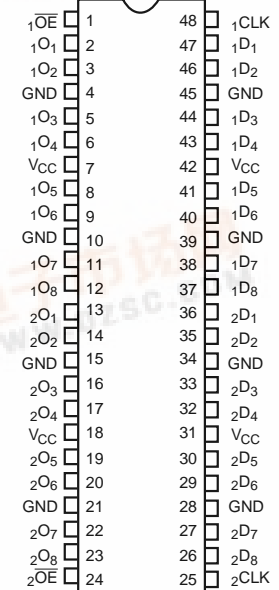 1OE 1 48 1CLK
1O1 2 47 1D1
1O2 3 46 1D2
GND 4 45 GND
1O3 5 44 1D3
1O4 6 43 1D4
VCC 7 42 VCC
1O5 8 41 1D5
1O6 9 40 1D6
GND 10 39 GND
1O7 11 38 1D7
1O8 12 37 1D8
2O1 13 36 2D1
2O2 14 35 2D2
GND 15 34 GND
2O3 16 33 2D3
2O4 17 32 2D4
VCC 18 31 VCC
2O5 19 30 2D5
2O6 20 29 2D6
GND 21 28 GND
2O7 22 27 2D7
2O8 23 26 2D8
2OE 24 25 2CLK